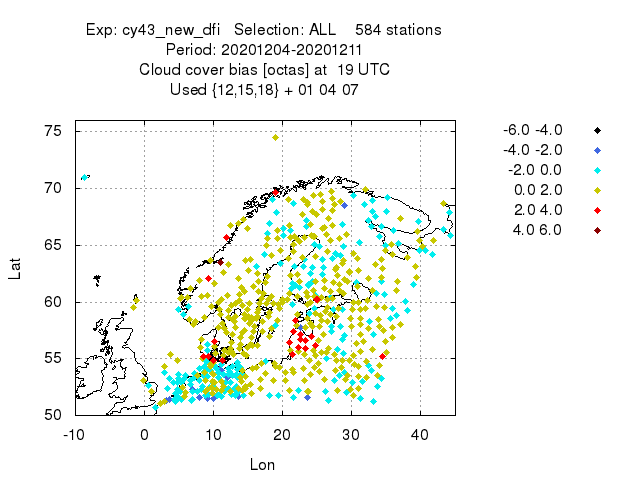 Exp: cy43_new_dfi   Selection: ALL    584 stations
Period: 20201204-20201211
Cloud cover bias [octas] at  19 UTC
Used {12,15,18} + 01 04 07
75
70
65
60
55
50
Lat
-10 0 10 20 30 40
Lon
-6.0 -4.0
-4.0 -2.0
-2.0 0.0
0.0 2.0
2.0 4.0
4.0 6.0